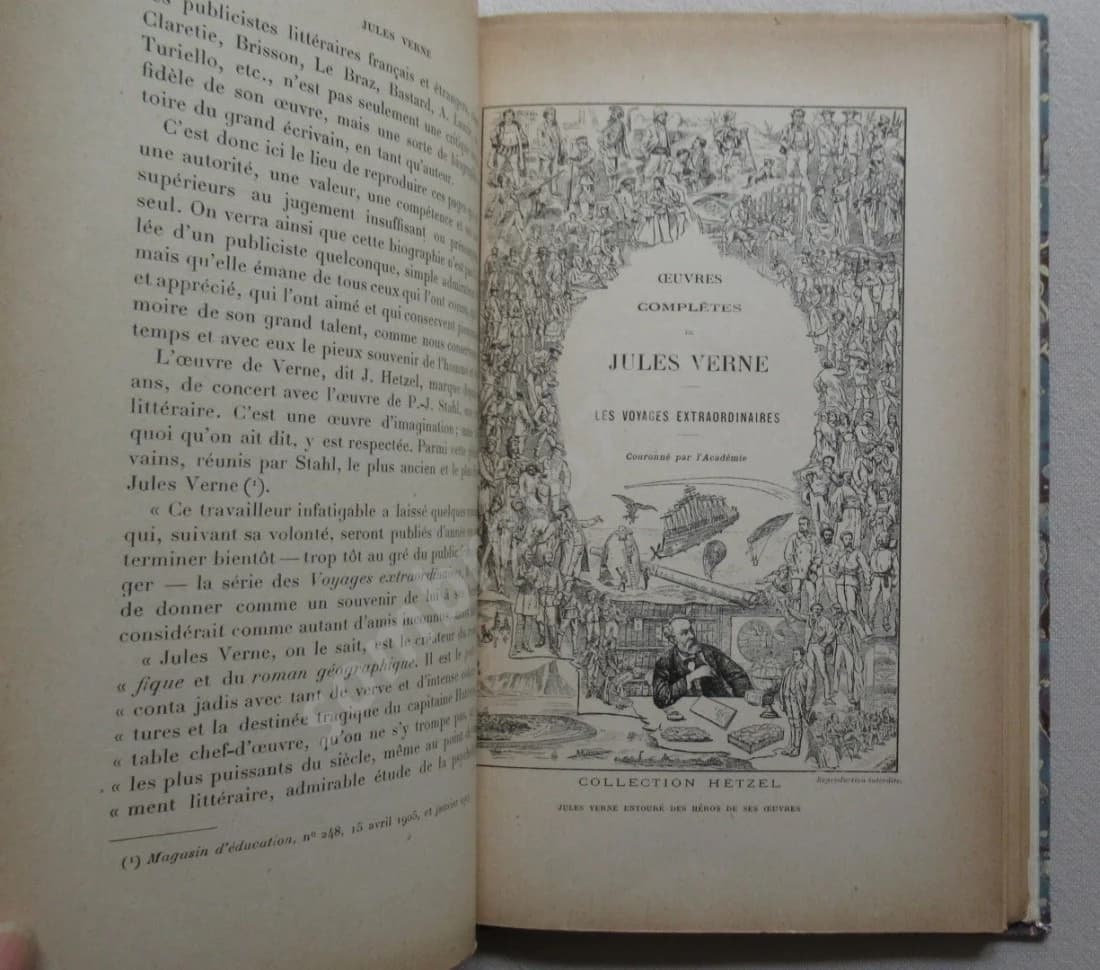 JULES VERNE
publicistes littéraires français et étrangers
Claretie, Brisson, Le Braz, Bastard, A.
Turiello, etc., n'est pas seulement une critique
fidèle de son œuvre, mais une sorte de
toire du grand écrivain, en tant qu'auteur.
C'est donc ici le lieu de reproduire ces pages
une autorité, une valeur, une compétence et
supérieurs au jugement insuffisant ou
seul. On verra ainsi que cette biographie n'est
lée d'un publiciste quelconque, simple
mais qu'elle émane de tous ceux qui l'ont connu,
et apprécié, qui l'ont aimé et qui conservent
moire de son grand talent, comme nous
temps et avec eux le pieux souvenir de l'homme
L'œuvre de Verne, dit J. Hetzel, marque
ans, de concert avec l'œuvre de P.-J. Stahl,
littéraire. C'est une œuvre d'imagination;
quoi qu'on ait dit, y est respectée. Parmi
vains, réunis par Stahl, le plus ancien et le
Jules Verne (¹).
« Ce travailleur infatigable a laissé quelques
qui, suivant sa volonté, seront publiés d'année
terminer bientôt — trop tôt au gré du public
ger — la série des Voyages extraordinaires
de donner comme un souvenir de lui à
considérait comme autant d'amis inconnus
« Jules Verne, on le sait, est le créateur du
« fique et du roman géographique. Il est le
« conta jadis avec tant de verve et d'intense
« tures et la destinée tragique du capitaine
« table chef-d'œuvre, qu'on ne s'y trompe pas,
« les plus puissants du siècle, même au point
« ment littéraire, admirable étude de la
(¹) Magasin d'éducation, n° 248, 15 avril 1905, et janvier
ŒUVRES
COMPLÈTES
DE
JULES VERNE
LES VOYAGES EXTRAORDINAIRES
Couronné par l'Académie
COLLECTION HETZEL
Reproduction interdite.
JULES VERNE ENTOURÉ DES HÉROS DE SES ŒUVRES